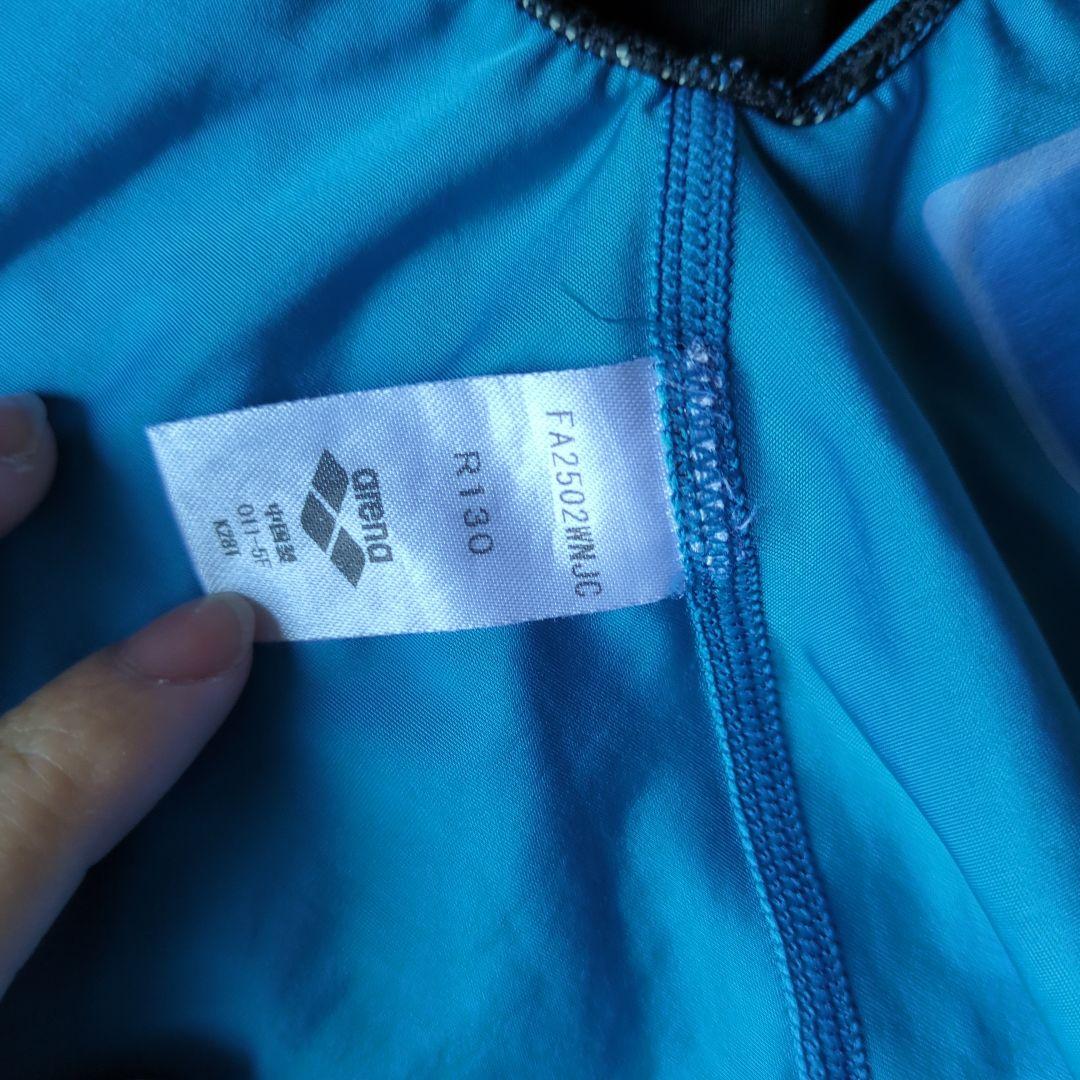 FA2502WNJC
R130
arena
中国製
011-5F
K281